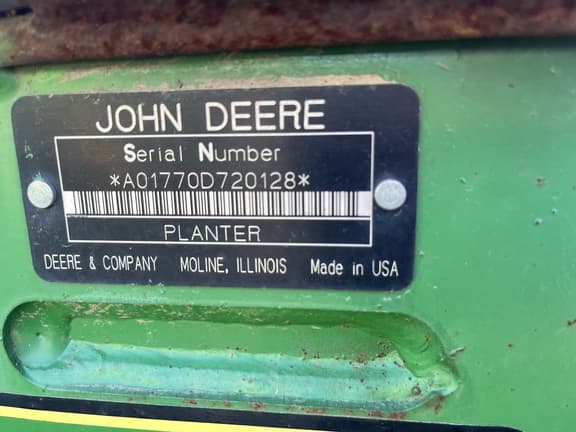 JOHN DEERE
Serial Number
*A01770D720128*
PLANTER
DEERE & COMPANY MOLINE, ILLINOIS Made in USA